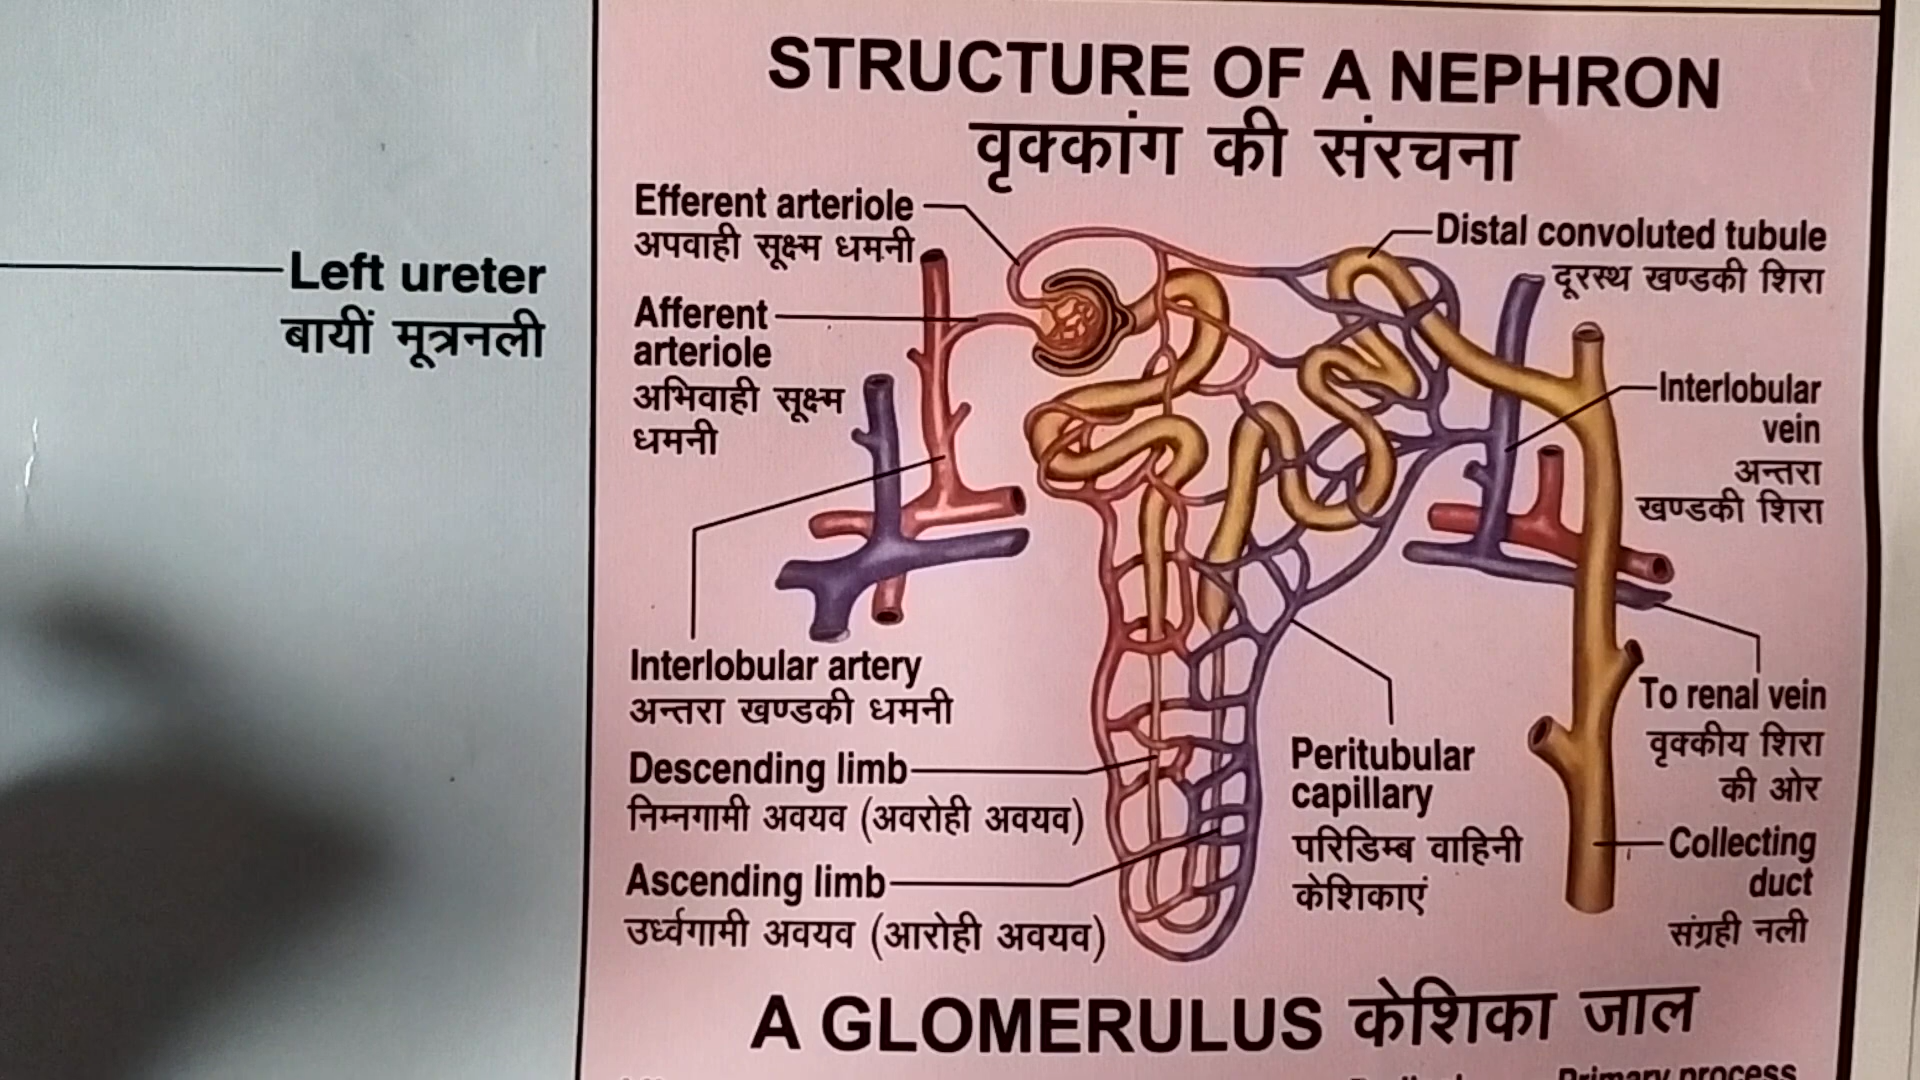 STRUCTURE OF A NEPHRON
वृक्कांग की संरचना
Efferent arteriole
अपवाही सूक्ष्म धमनी
Afferent
arteriole
अभिवाही सूक्ष्म
धमनी
Left ureter
बायीं मूत्रनली
Distal convoluted tubule
दूरस्थ खण्डकी शिरा
Interlobular
vein
अन्तरा
खण्डकी शिरा
Interlobular artery
अन्तरा खण्डकी धमनी
Descending limb
निम्नगामी अवयव (अवरोही अवयव)
Ascending limb
उर्ध्वगामी अवयव (आरोही अवयव)
Peritubular
capillary
परिडिम्ब वाहिनी
केशिकाएं
To renal vein
वृक्कीय शिरा
की ओर
Collecting
duct
संग्रही नली
A GLOMERULUS केशिका जाल
Primary process